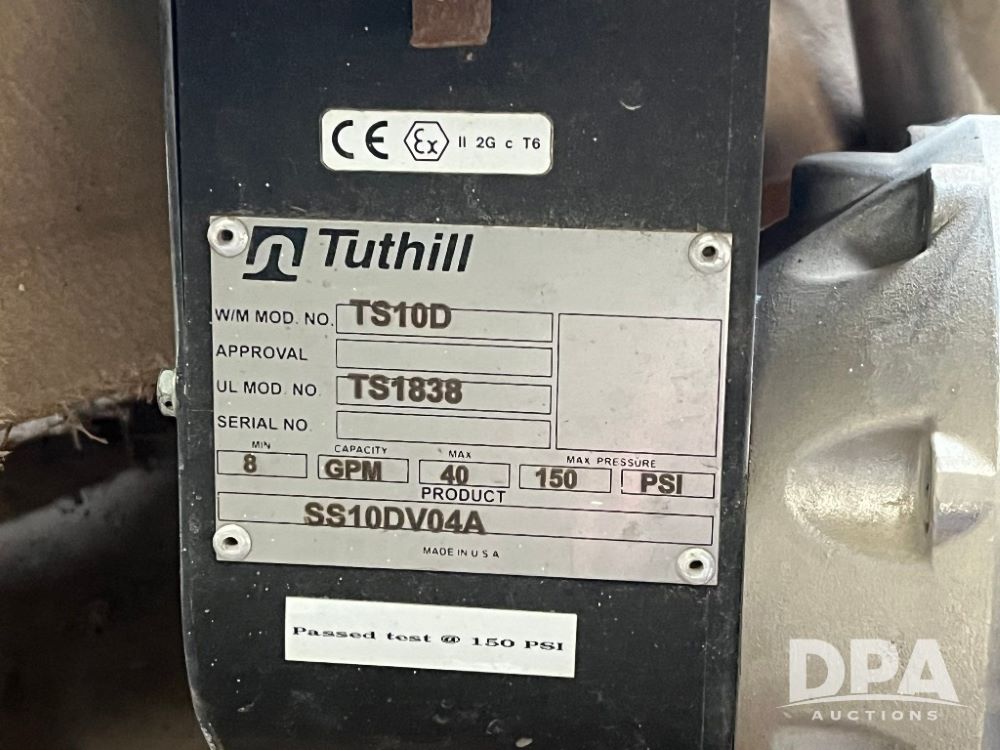 CE Ex II 2G c T6
Tuthill
W/M MOD. NO. TS10D
APPROVAL
UL MOD. NO. TS1838
SERIAL NO.
MIN CAPACITY MAX MAX PRESSURE
8 GPM 40 150 PSI
PRODUCT
SS10DV04A
MADE IN U S A
Passed test @ 150 PSI
DPA
AUCTIONS